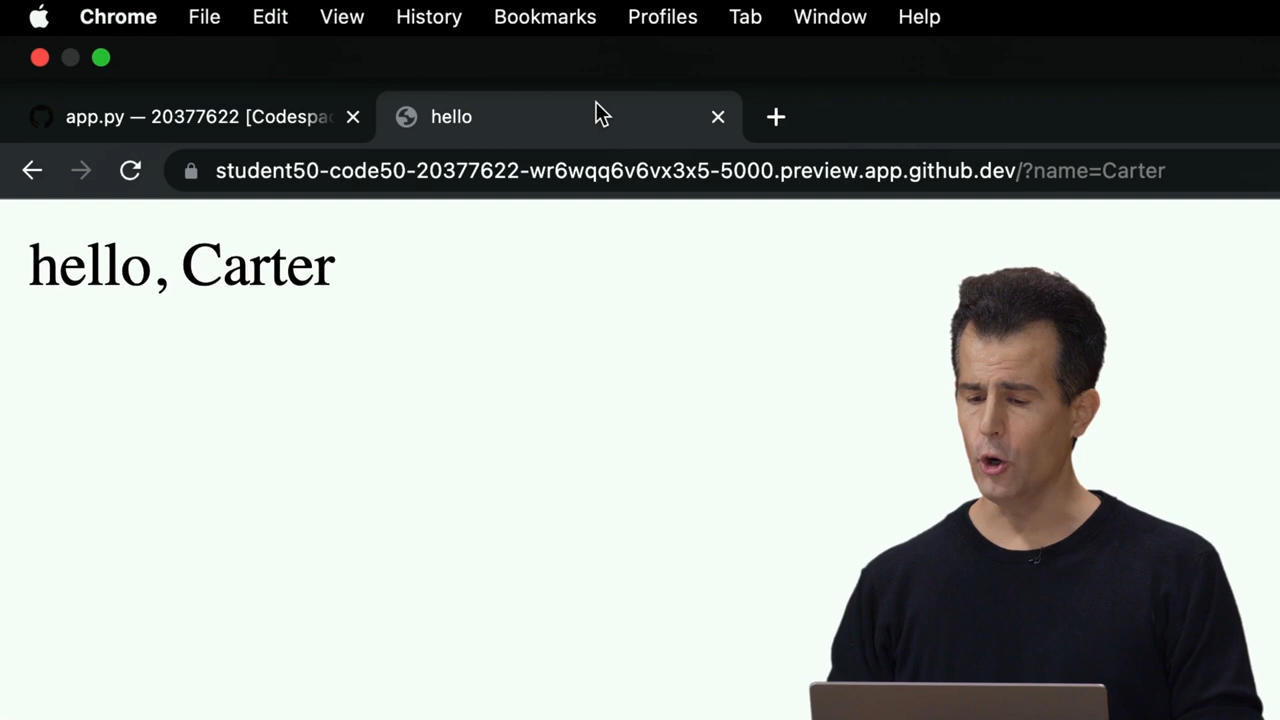 Chrome File Edit View History Bookmarks Profiles Tab Window Help
app.py — 20377622 [Codespa hello
student50-code50-20377622-wr6wqq6v6vx3x5-5000.preview.app.github.dev/?name=Carter
hello, Carter